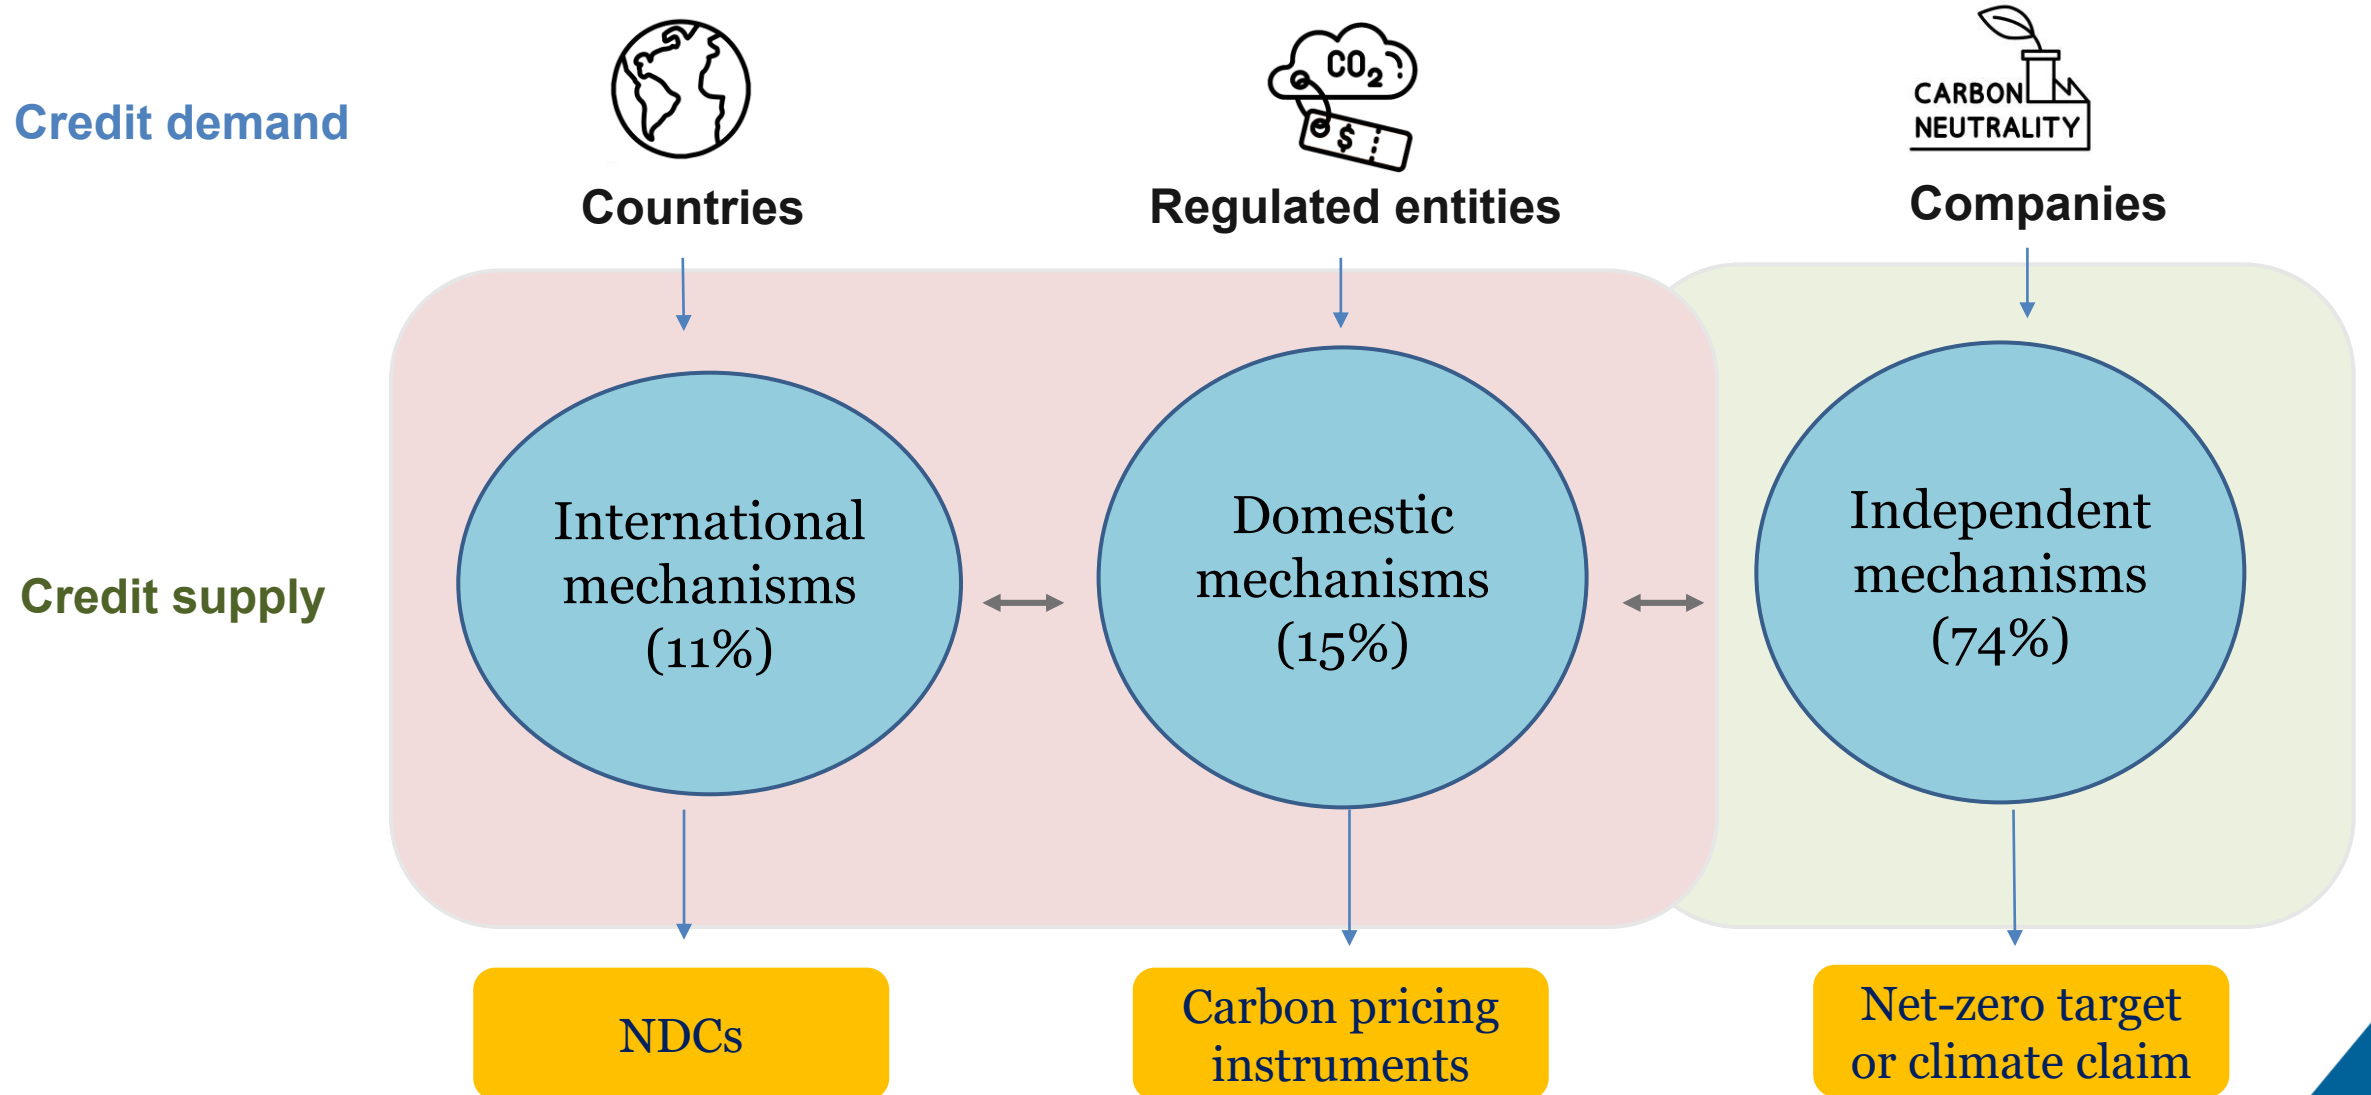 Credit demand
CO2
$
CARBON
NEUTRALITY
Countries
Regulated entities
Companies
Credit supply
International
mechanisms
(11%)
Domestic
mechanisms
(15%)
Independent
mechanisms
(74%)
NDCs
Carbon pricing
instruments
Net-zero target
or climate claim